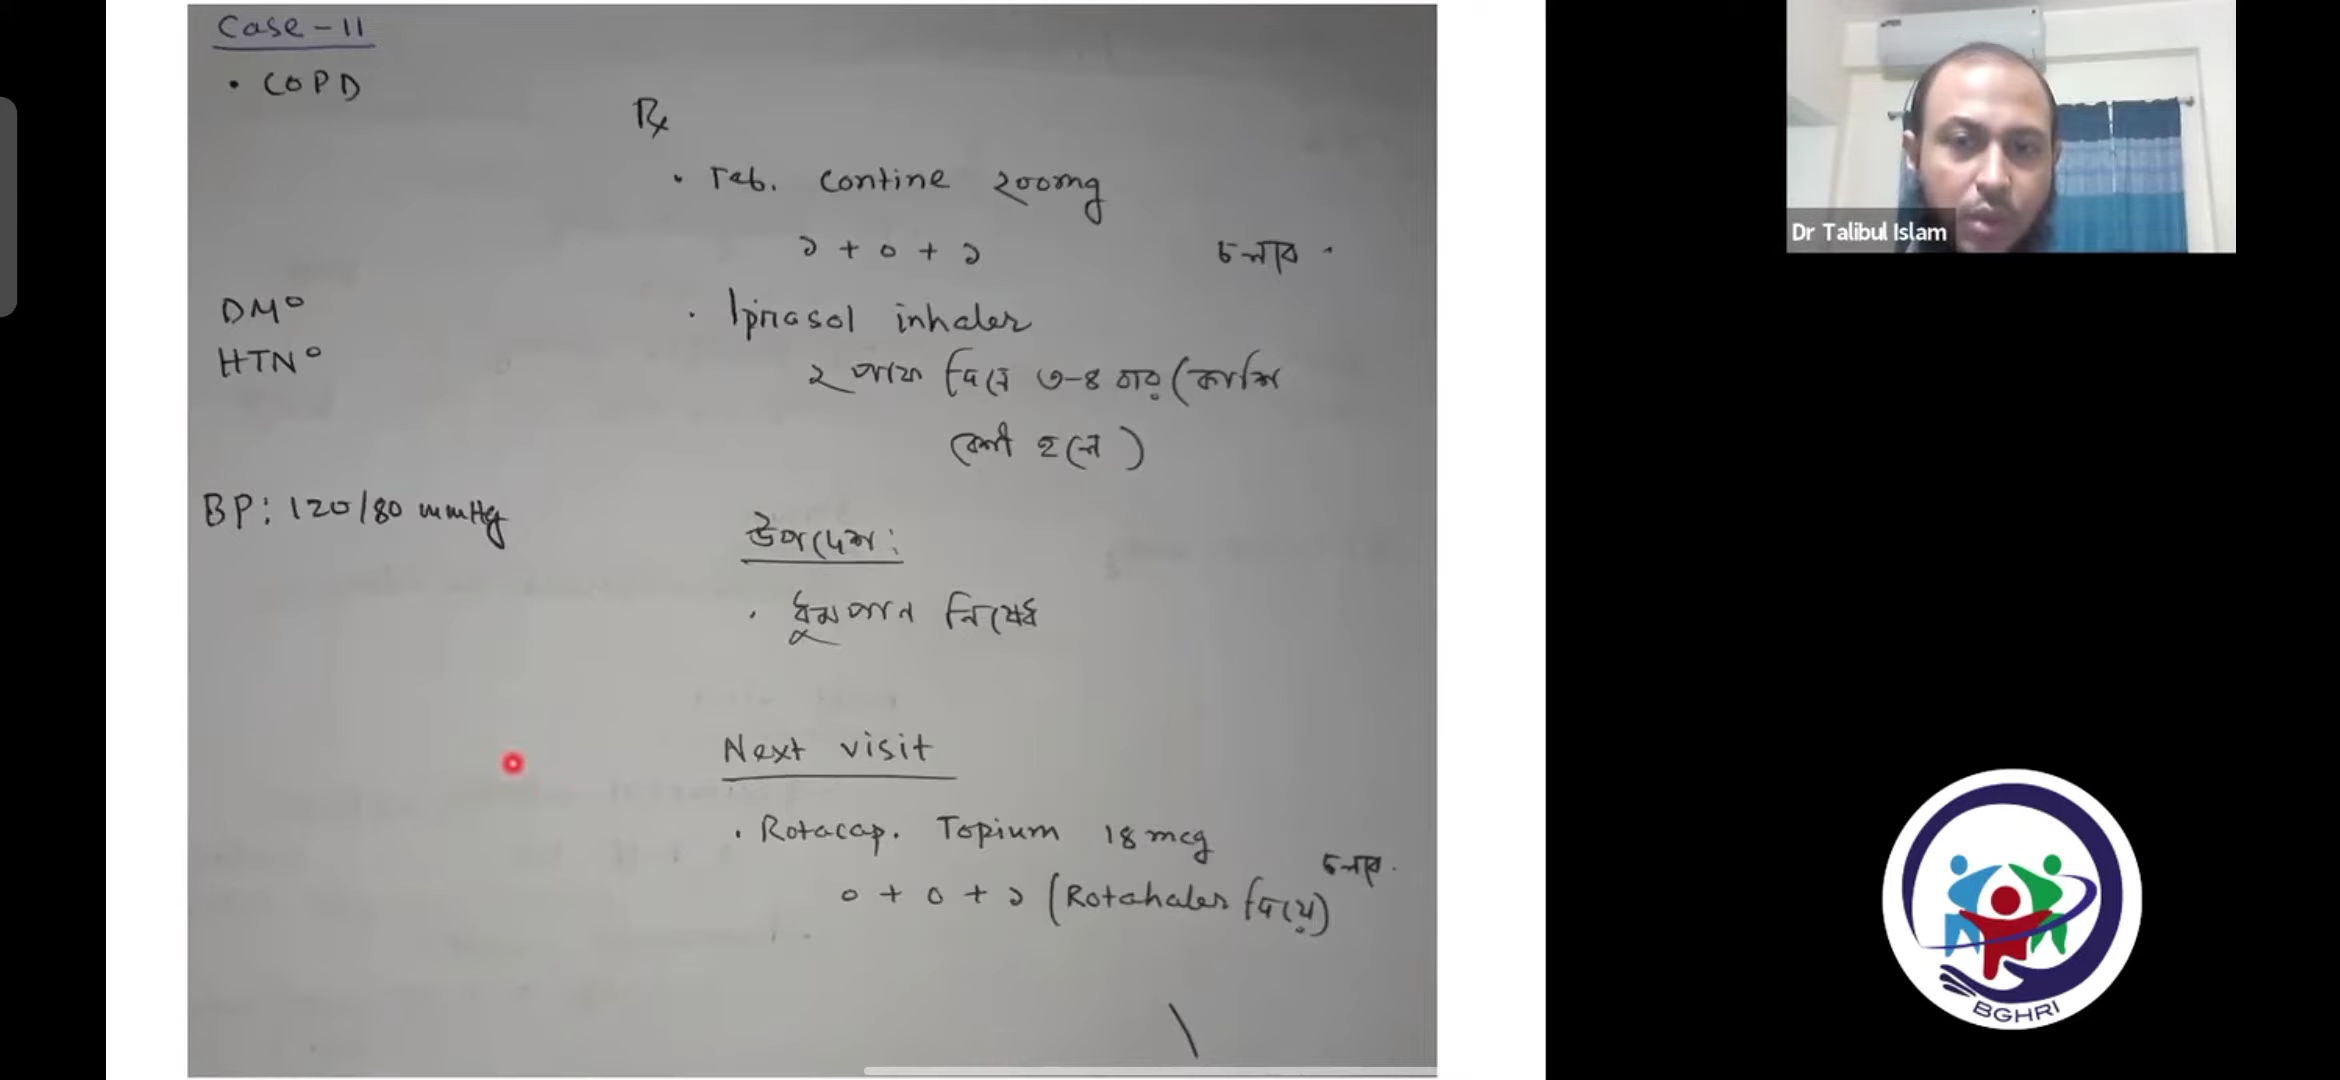 Case - 11
• COPD
Rx
• Tab. Contine ২০০mg
১ + ০ + ১ চলবে
DM°
• Iprasol inhaler
HTN°
২ পাফ দিনে ৩-৪ বার (কাশি
বেশী হলে)
BP: 120/80 mmHg
উপদেশ:
• ধুমপান নিষেধ
Next visit
• Rotacap. Topium 18 mcg
০ + ০ + ১ (Rotahaler দিয়ে) চলবে.
Dr Talibul Islam
BGHRI